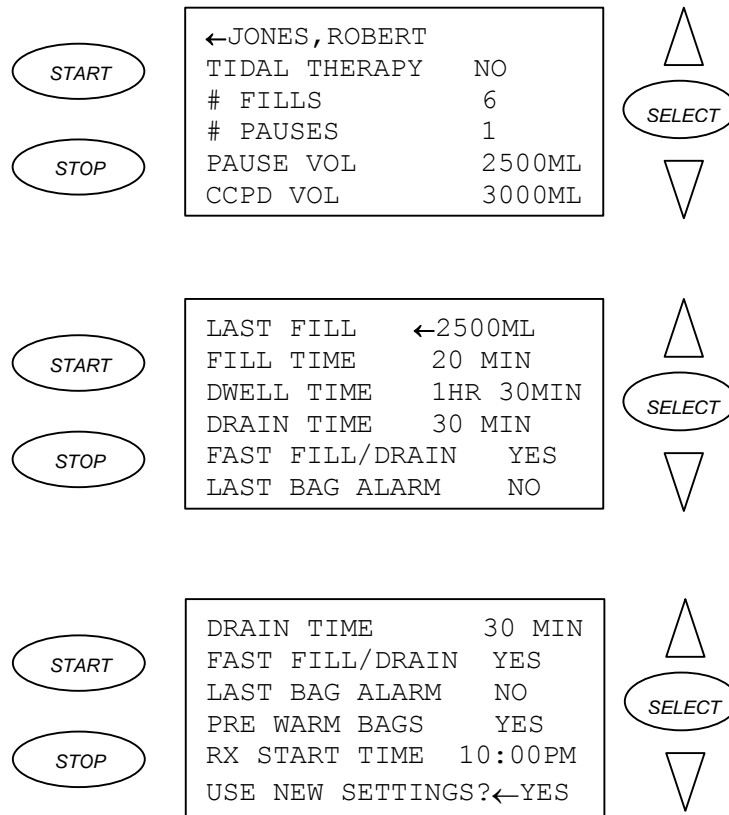 ←JONES,ROBERT
TIDAL THERAPY NO
# FILLS 6
# PAUSES 1
PAUSE VOL 2500ML
CCPD VOL 3000ML
START
STOP
SELECT
LAST FILL ←2500ML
FILL TIME 20 MIN
DWELL TIME 1HR 30MIN
DRAIN TIME 30 MIN
FAST FILL/DRAIN YES
LAST BAG ALARM NO
START
STOP
SELECT
DRAIN TIME 30 MIN
FAST FILL/DRAIN YES
LAST BAG ALARM NO
PRE WARM BAGS YES
RX START TIME 10:00PM
USE NEW SETTINGS?←YES
START
STOP
SELECT